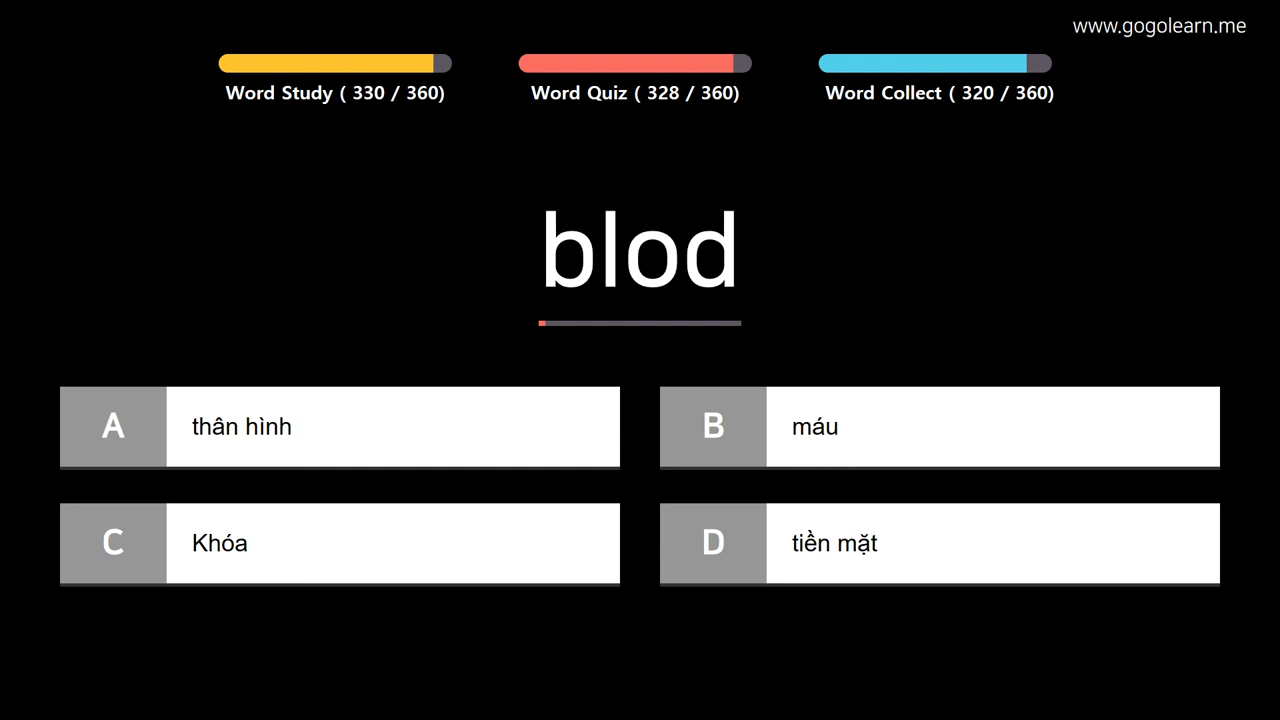 www.gogolearn.me
Word Study ( 330 / 360)
Word Quiz ( 328 / 360)
Word Collect ( 320 / 360)
blod
A thân hình
B máu
C Khóa
D tiền mặt